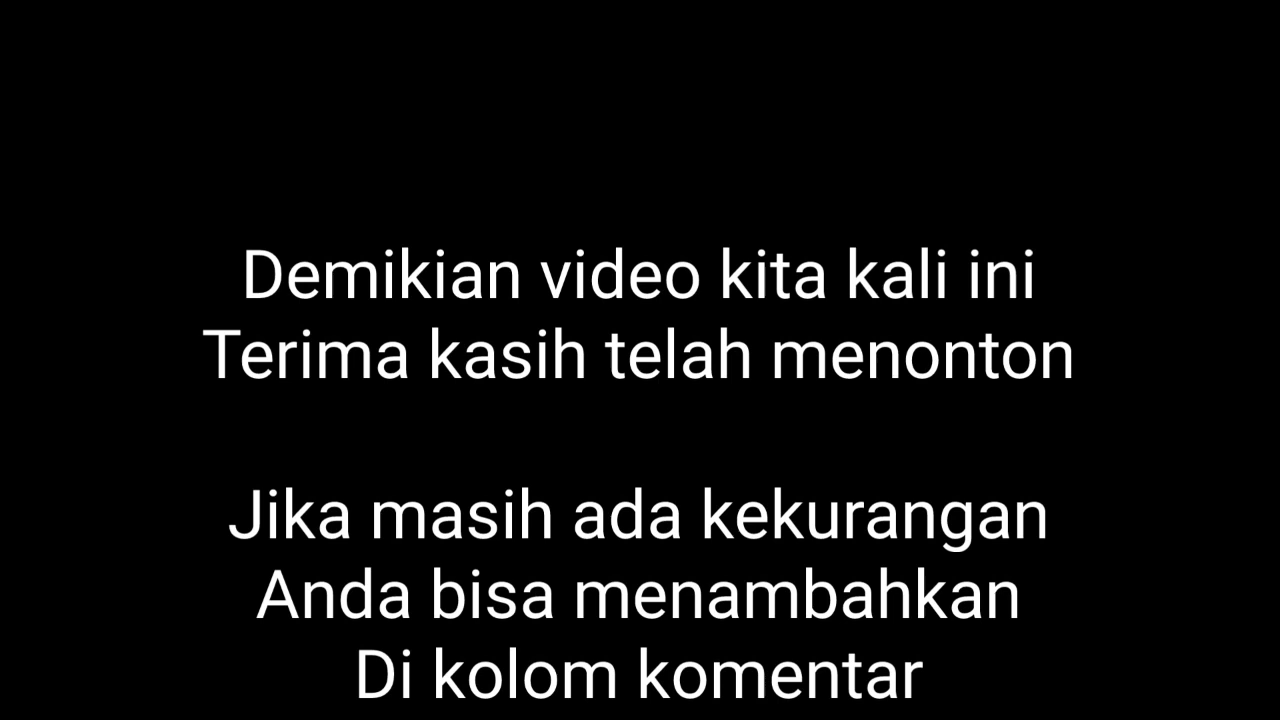 Demikian video kita kali ini
Terima kasih telah menonton
Jika masih ada kekurangan
Anda bisa menambahkan
Di kolom komentar